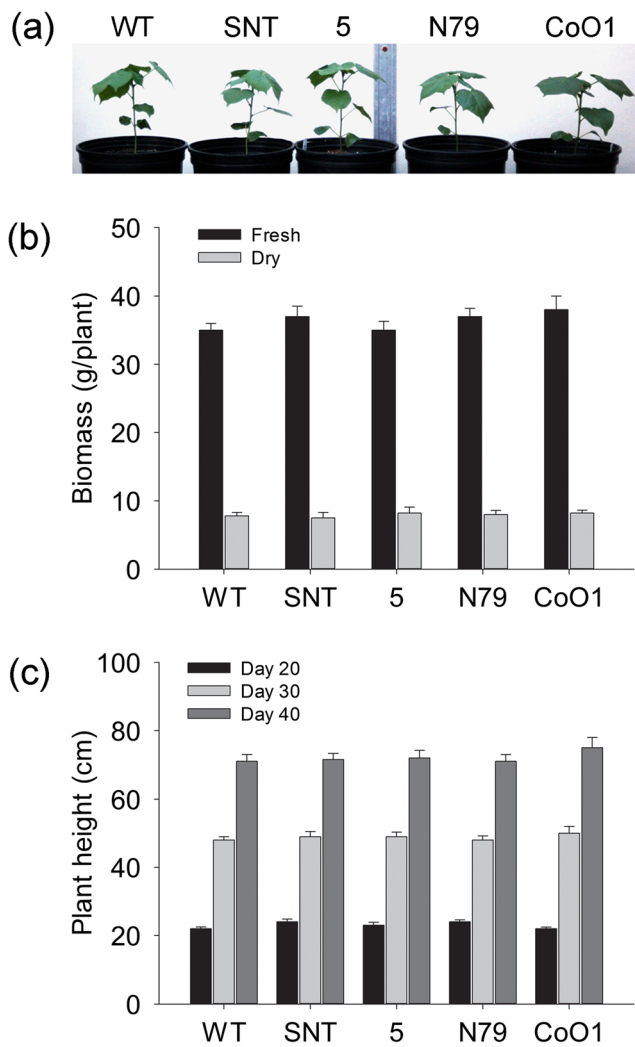 (a) WT SNT 5 N79 CoO1
(b)
Biomass (g/plant)
50
40
30
20
10
0
Fresh
Dry
WT SNT 5 N79 CoO1
(c)
Plant height (cm)
100
80
60
40
20
0
Day 20
Day 30
Day 40
WT SNT 5 N79 CoO1